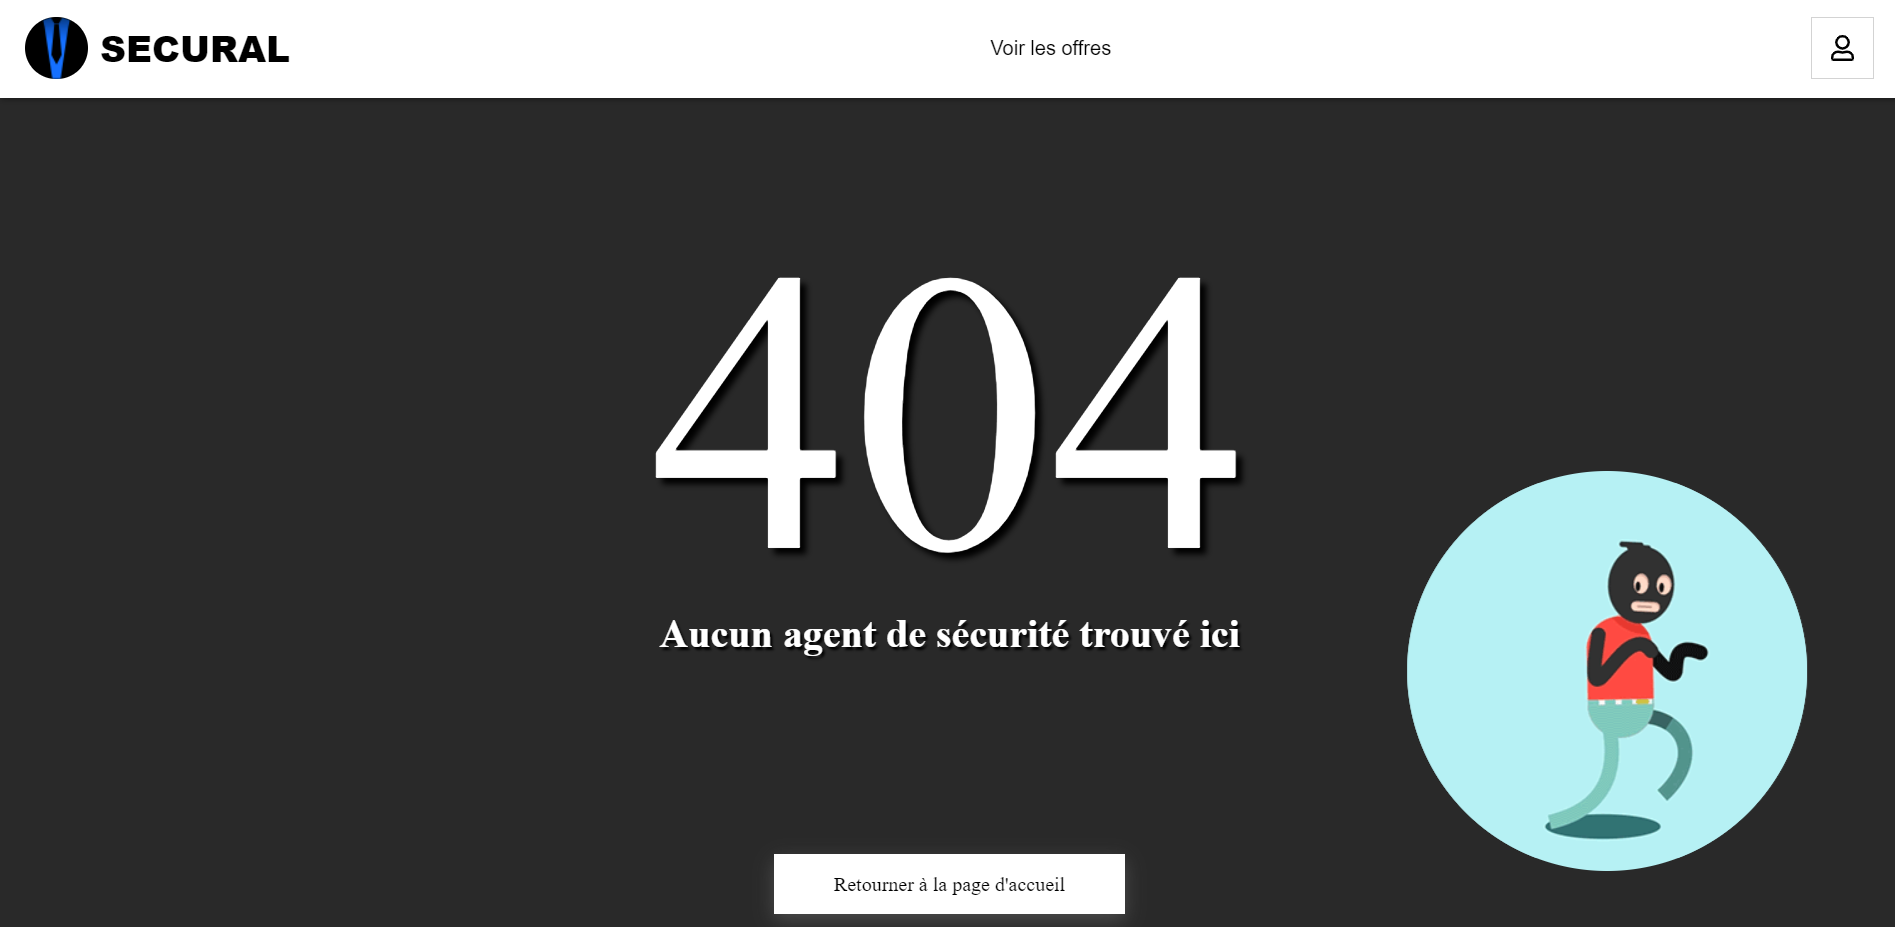 SECURAL
Voir les offres
404
Aucun agent de sécurité trouvé ici
Retourner à la page d'accueil